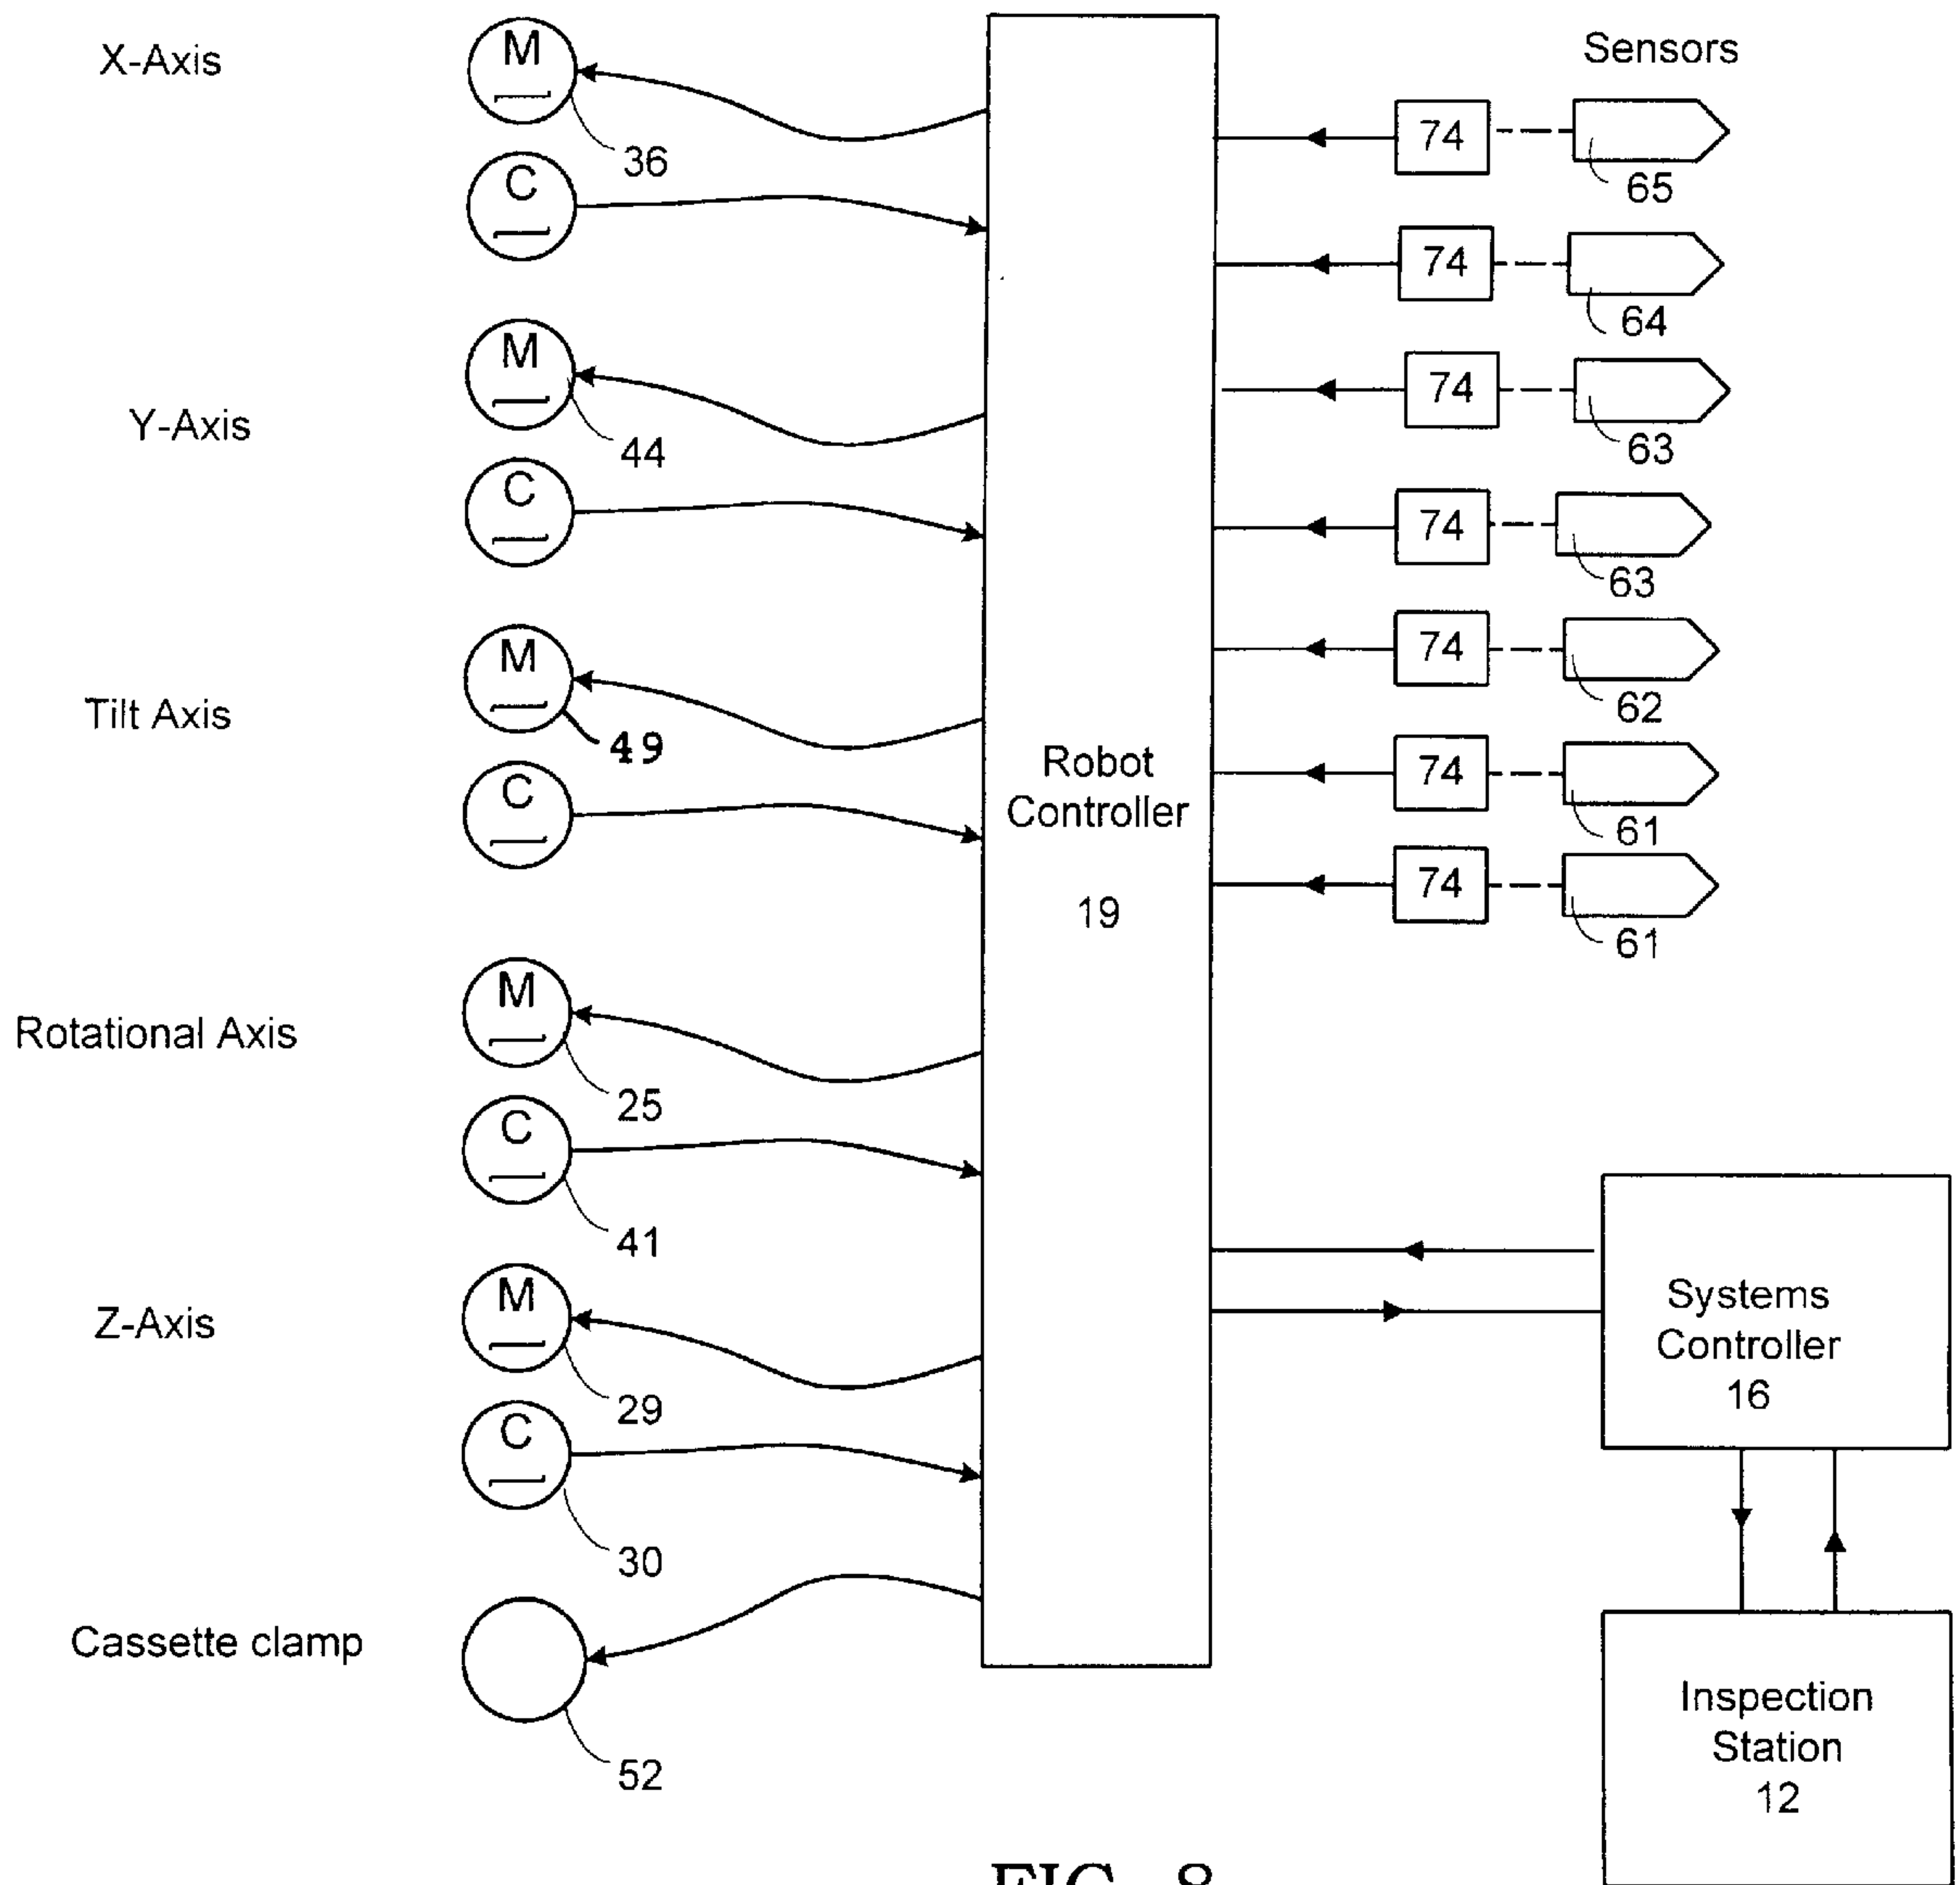 X-Axis
M
36
C
Y-Axis
M
44
C
Tilt Axis
M
49
C
Rotational Axis
M
25
C
41
Z-Axis
M
29
C
30
Cassette clamp
52
Robot
Controller
19
Sensors
74
65
74
64
74
63
74
63
74
62
74
61
74
61
Systems
Controller
16
Inspection
Station
12
FIG. 8